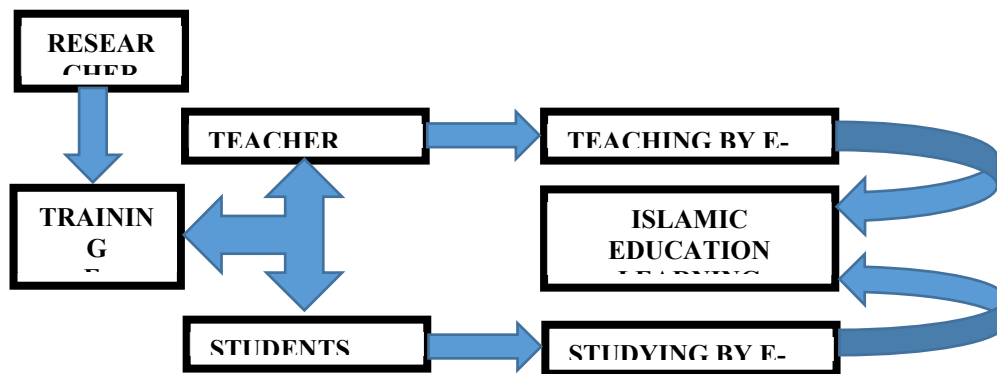 RESEAR
CHER
TEACHER
TEACHING BY E-
TRAININ
G
ISLAMIC
EDUCATION
LEARNING
STUDENTS
STUDYING BY E-